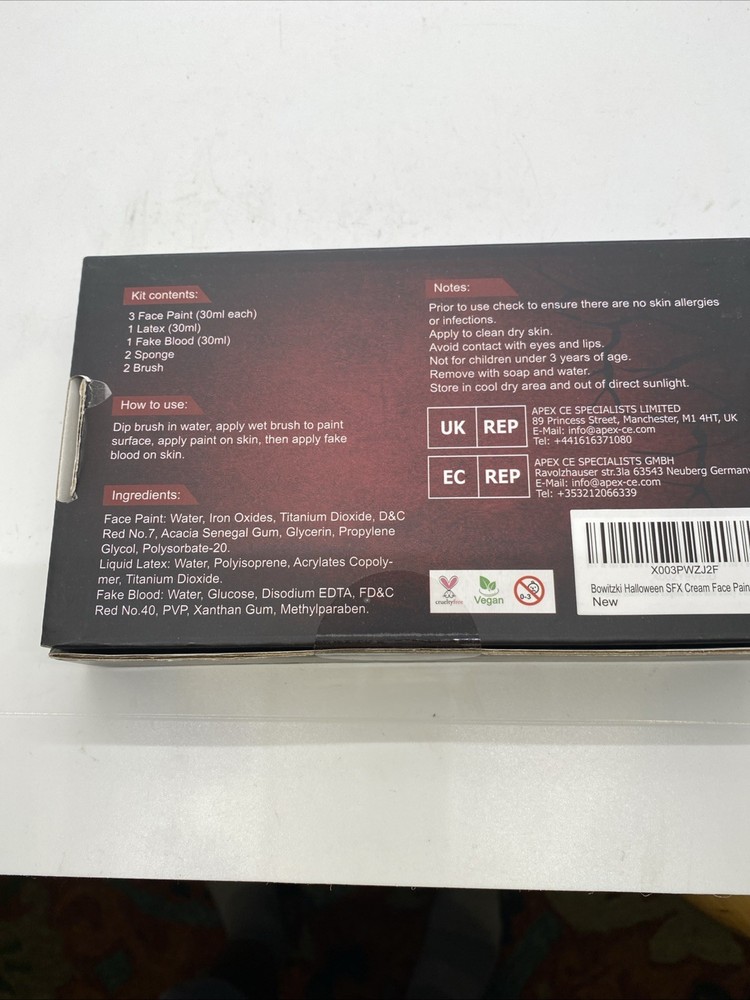 Kit contents:
3 Face Paint (30ml each)
1 Latex (30ml)
1 Fake Blood (30ml)
2 Sponge
2 Brush
How to use:
Dip brush in water, apply wet brush to paint
surface, apply paint on skin, then apply fake
blood on skin.
Ingredients:
Face Paint: Water, Iron Oxides, Titanium Dioxide, D&C
Red No.7, Acacia Senegal Gum, Glycerin, Propylene
Glycol, Polysorbate-20.
Liquid Latex: Water, Polyisoprene, Acrylates Copoly-
mer, Titanium Dioxide.
Fake Blood: Water, Glucose, Disodium EDTA, FD&C
Red No.40, PVP, Xanthan Gum, Methylparaben.
Notes:
Prior to use check to ensure there are no skin allergies
or infections.
Apply to clean dry skin.
Avoid contact with eyes and lips.
Not for children under 3 years of age.
Remove with soap and water.
Store in cool dry area and out of direct sunlight.
UK REP
APEX CE SPECIALISTS LIMITED
89 Princess Street, Manchester, M1 4HT, UK
E-Mail: info@apex-ce.com
Tel: +441616371080
EC REP
APEX CE SPECIALISTS GMBH
Ravolzhauser str.3la 63543 Neuberg Germany
E-Mail: info@apex-ce.com
Tel: +353212066339
crueltyfree
Vegan
0-3
X003PWZJ2F
Bowitzki Halloween SFX Cream Face Pain
New